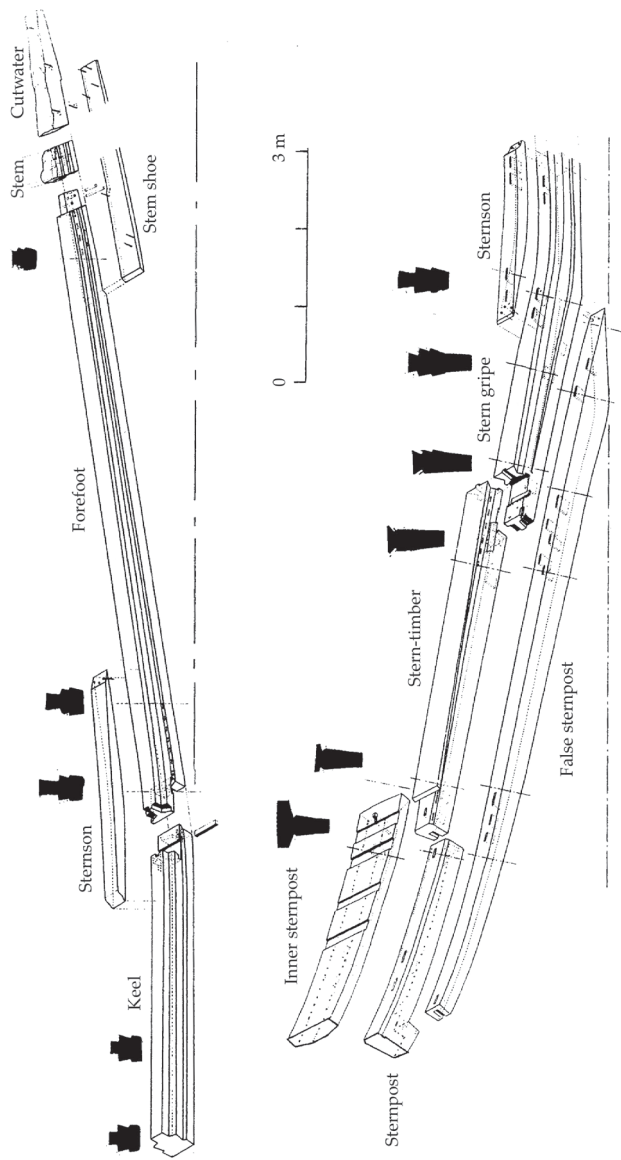 Cutwater
Stem
Stem shoe
Forefoot
Sternson
Keel
3 m
0
Sternson
Stern gripe
Stern-timber
False sternpost
Inner sternpost
Sternpost